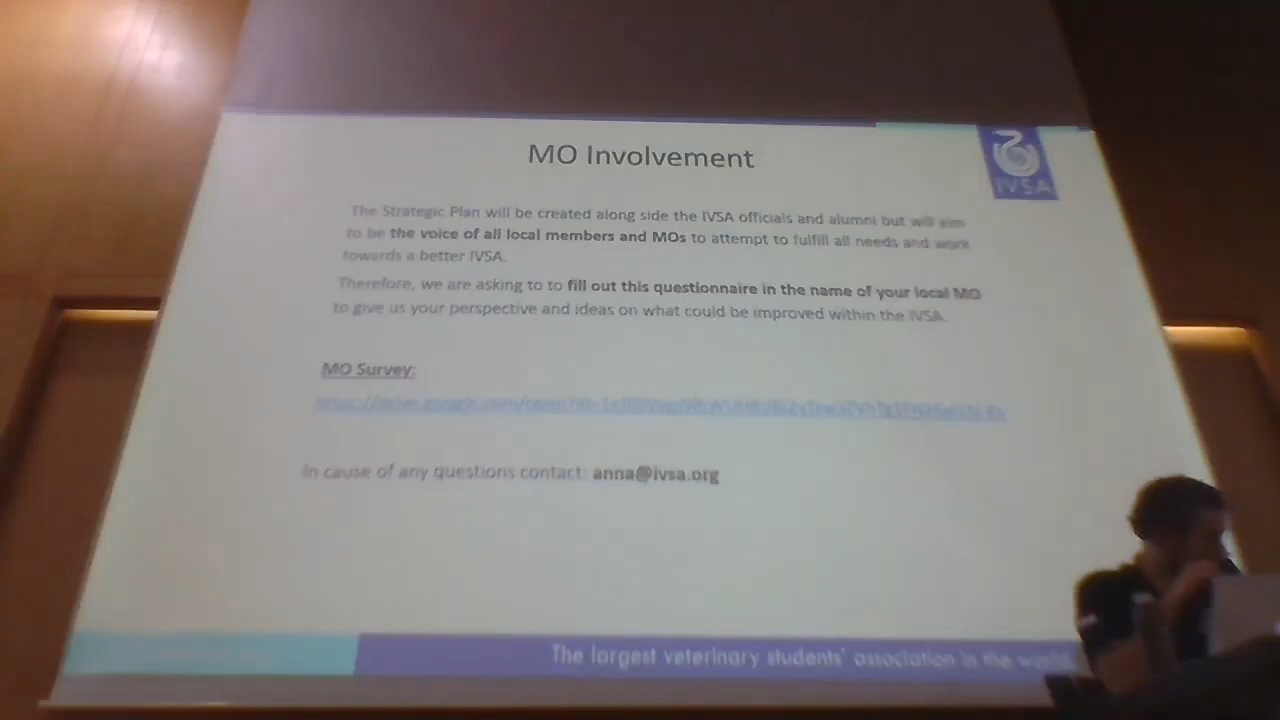 MO Involvement
IVSA
The Strategic Plan will be created along side the IVSA officials and alumni but will aim
to be the voice of all local members and MOs to attempt to fulfill all needs and work
towards a better IVSA.
Therefore, we are asking to to fill out this questionnaire in the name of your local MO
to give us your perspective and ideas on what could be improved within the IVSA.
MO Survey:
In cause of any questions contact: anna@ivsa.org
The largest veterinary students' association in the world